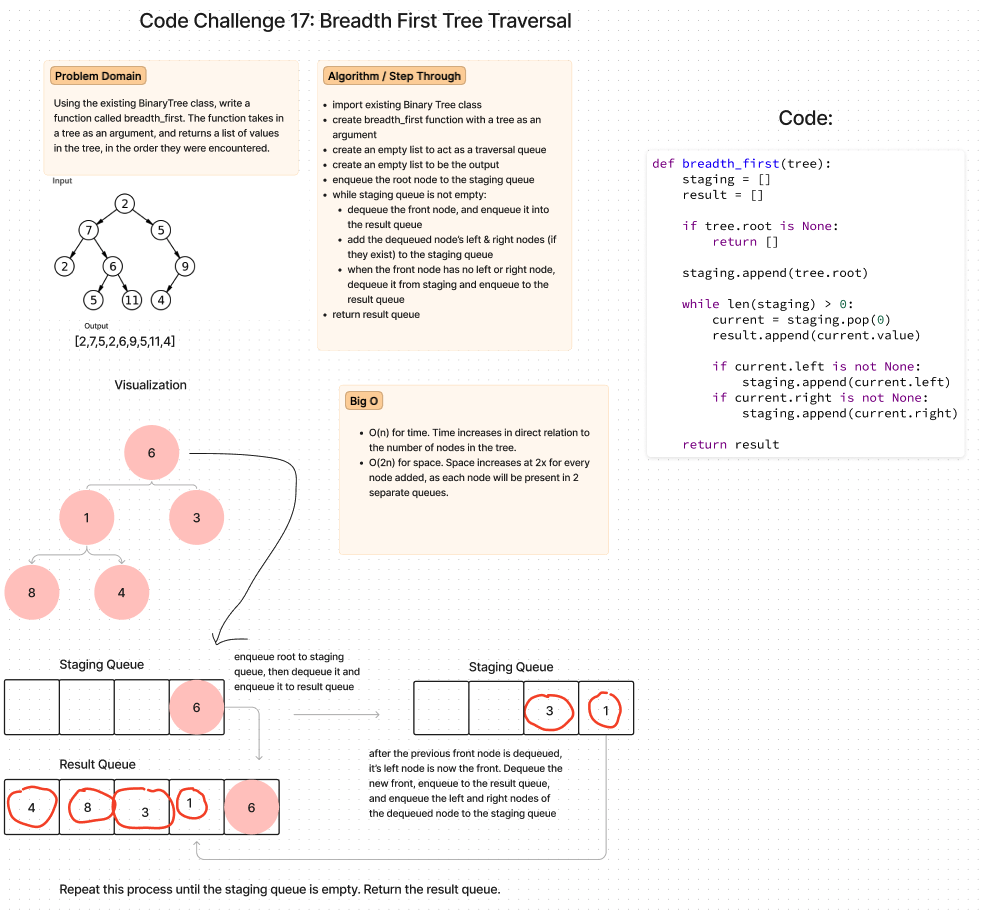 Code Challenge 17: Breadth First Tree Traversal
Problem Domain
Using the existing BinaryTree class, write a
function called breadth_first. The function takes in
a tree as an argument, and returns a list of values
in the tree, in the order they were encountered.
Input
2
7
5
2
6
9
5
11
4
Output
[2,7,5,2,6,9,5,11,4]
Algorithm / Step Through
• import existing Binary Tree class
• create breadth_first function with a tree as an
argument
• create an empty list to act as a traversal queue
• create an empty list to be the output
• enqueue the root node to the staging queue
• while staging queue is not empty:
• dequeue the front node, and enqueue it into
the result queue
• add the dequeued node's left & right nodes (if
they exist) to the staging queue
• when the front node has no left or right node,
dequeue it from staging and enqueue to the
result queue
• return result queue
Code:
def breadth_first(tree):
    staging = []
    result = []
    if tree.root is None:
        return []
    staging.append(tree.root)
    while len(staging) > 0:
        current = staging.pop(0)
        result.append(current.value)
        if current.left is not None:
            staging.append(current.left)
        if current.right is not None:
            staging.append(current.right)
    return result
Visualization
6
1
3
8
4
Big O
• O(n) for time. Time increases in direct relation to
the number of nodes in the tree.
• O(2n) for space. Space increases at 2x for every
node added, as each node will be present in 2
separate queues.
Staging Queue
6
enqueue root to staging
queue, then dequeue it and
enqueue it to result queue
Staging Queue
3 1
Result Queue
4 8 3 1 6
after the previous front node is dequeued,
it's left node is now the front. Dequeue the
new front, enqueue to the result queue,
and enqueue the left and right nodes of
the dequeued node to the staging queue
Repeat this process until the staging queue is empty. Return the result queue.